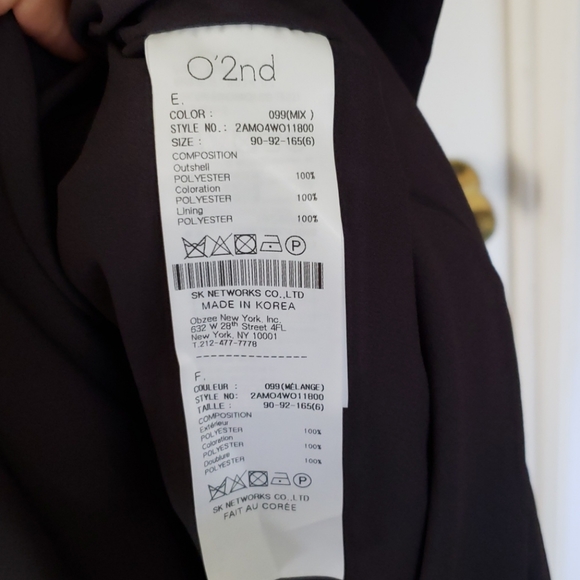 O'2nd
E.
COLOR : 099(MIX )
STYLE NO.: 2AMO4WO11800
SIZE : 90-92-165(6)
COMPOSITION
Outshell
POLYESTER 100%
Coloration
POLYESTER 100%
Lining
POLYESTER 100%
P
SK NETWORKS CO.,LTD
MADE IN KOREA
Obzee New York, Inc.
632 W 28th Street 4FL
New York, NY 10001
T.212-477-7778
F.
COULEUR : 099(MÉLANGE)
STYLE NO: 2AMO4WO11800
TAILLE : 90-92-165(6)
COMPOSITION
Extérieur
POLYESTER 100%
Coloration
POLYESTER 100%
Doublure
POLYESTER 100%
P
SK NETWORKS CO.,LTD
FAIT AU CORÉE